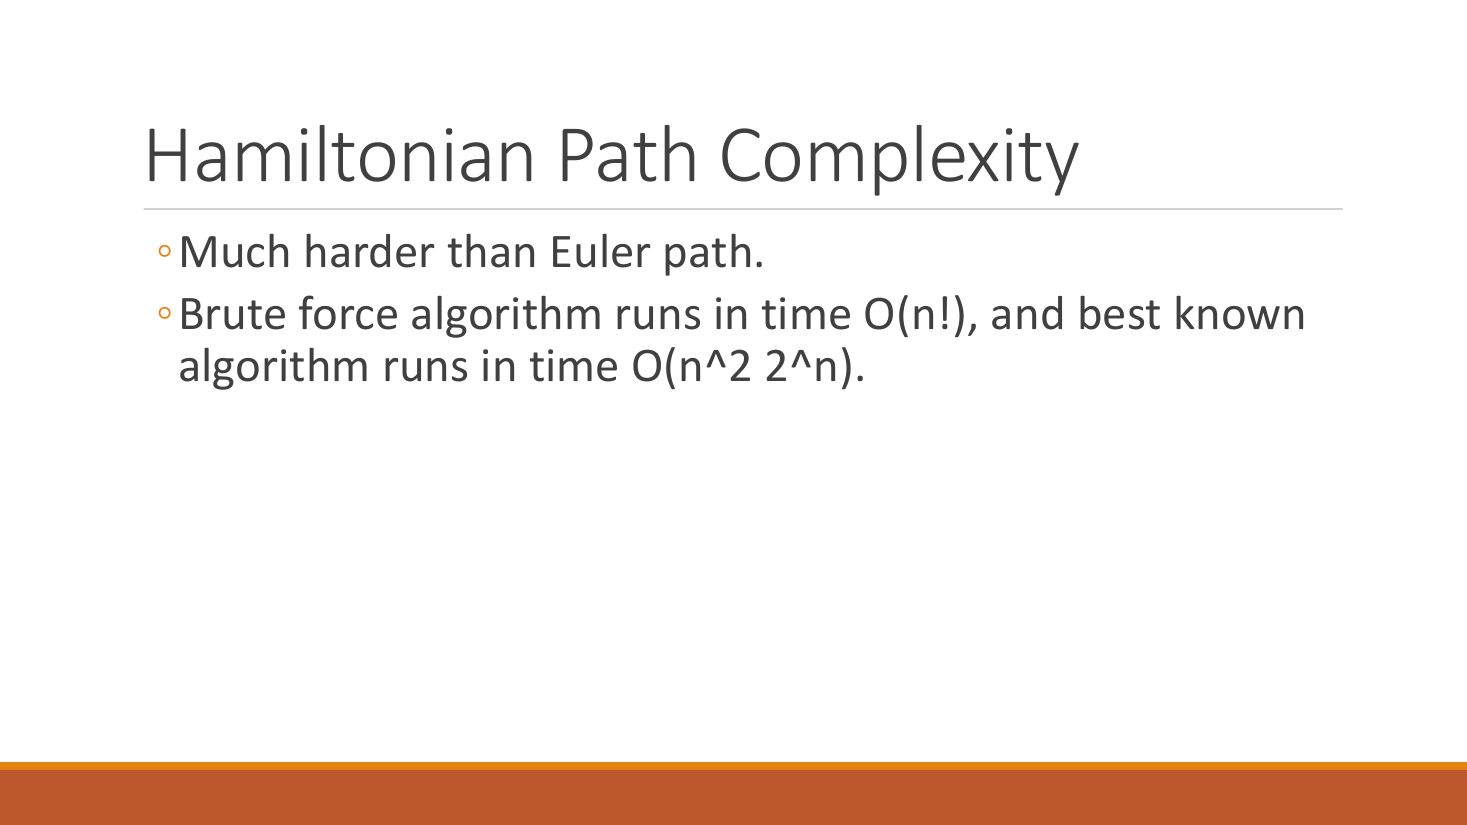 Hamiltonian Path Complexity
◦Much harder than Euler path.
◦Brute force algorithm runs in time O(n!), and best known
algorithm runs in time O(n^2 2^n).